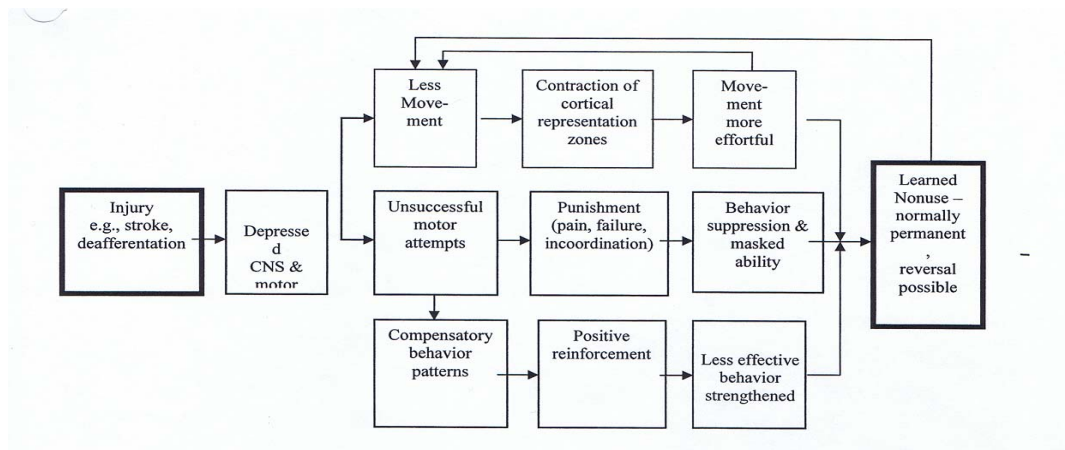 Less
Move-
ment
Contraction of
cortical
representation
zones
Move-
ment
more
effortful
Injury
e.g., stroke,
deafferentation
Depresse
d
CNS &
motor
Unsuccessful
motor
attempts
Punishment
(pain, failure,
incoordination)
Behavior
suppression &
masked
ability
Learned
Nonuse –
normally
permanent
,
reversal
possible
Compensatory
behavior
patterns
Positive
reinforcement
Less effective
behavior
strengthened